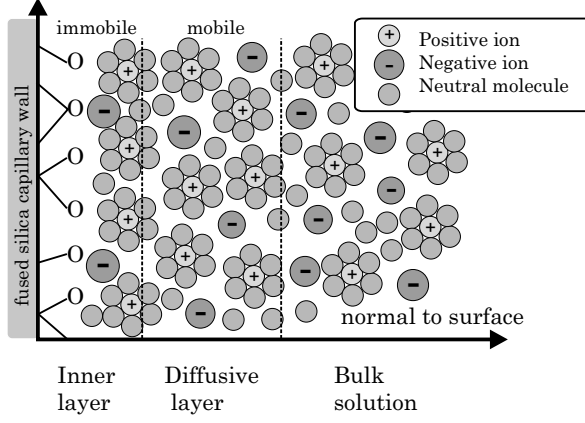 immobile
mobile
+ Positive ion
- Negative ion
Neutral molecule
fused silica capillary wall
O
O
O
O
O
O
normal to surface
Inner
layer
Diffusive
layer
Bulk
solution